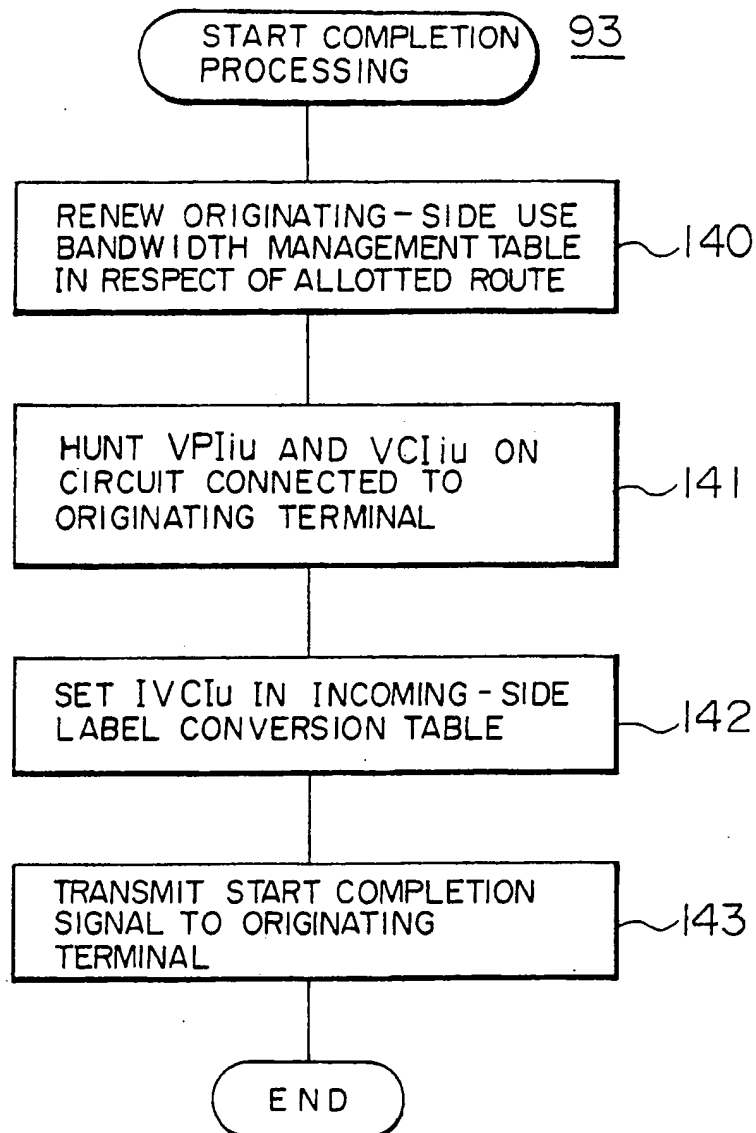 START COMPLETION
PROCESSING
93
RENEW ORIGINATING-SIDE USE
BANDWIDTH MANAGEMENT TABLE
IN RESPECT OF ALLOTTED ROUTE
140
HUNT VPIiu AND VCIiu ON
CIRCUIT CONNECTED TO
ORIGINATING TERMINAL
141
SET IVCIu IN INCOMING-SIDE
LABEL CONVERSION TABLE
142
TRANSMIT START COMPLETION
SIGNAL TO ORIGINATING
TERMINAL
143
END